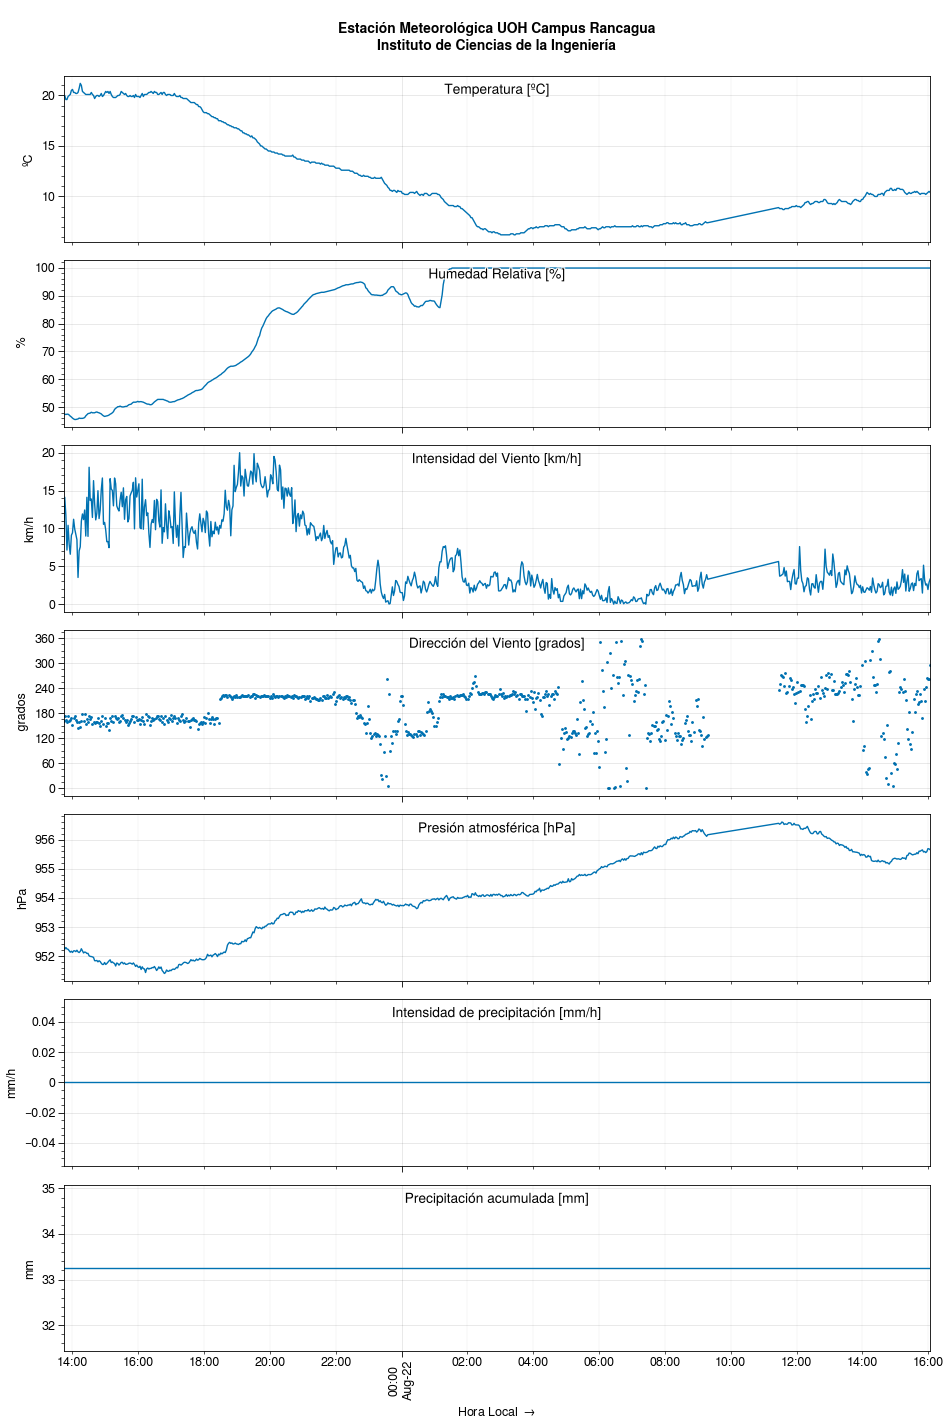 Estación Meteorológica UOH Campus Rancagua
Instituto de Ciencias de la Ingeniería
Temperatura [ºC]
ºC
20
15
10
Humedad Relativa [%]
%
100
90
80
70
60
50
Intensidad del Viento [km/h]
km/h
20
15
10
5
0
Dirección del Viento [grados]
grados
360
300
240
180
120
60
0
Presión atmosférica [hPa]
hPa
956
955
954
953
952
Intensidad de precipitación [mm/h]
mm/h
0.04
0.02
0
−0.02
−0.04
Precipitación acumulada [mm]
mm
35
34
33
32
14:00 16:00 18:00 20:00 22:00 00:00 02:00 04:00 06:00 08:00 10:00 12:00 14:00 16:00
Aug-22
Hora Local →